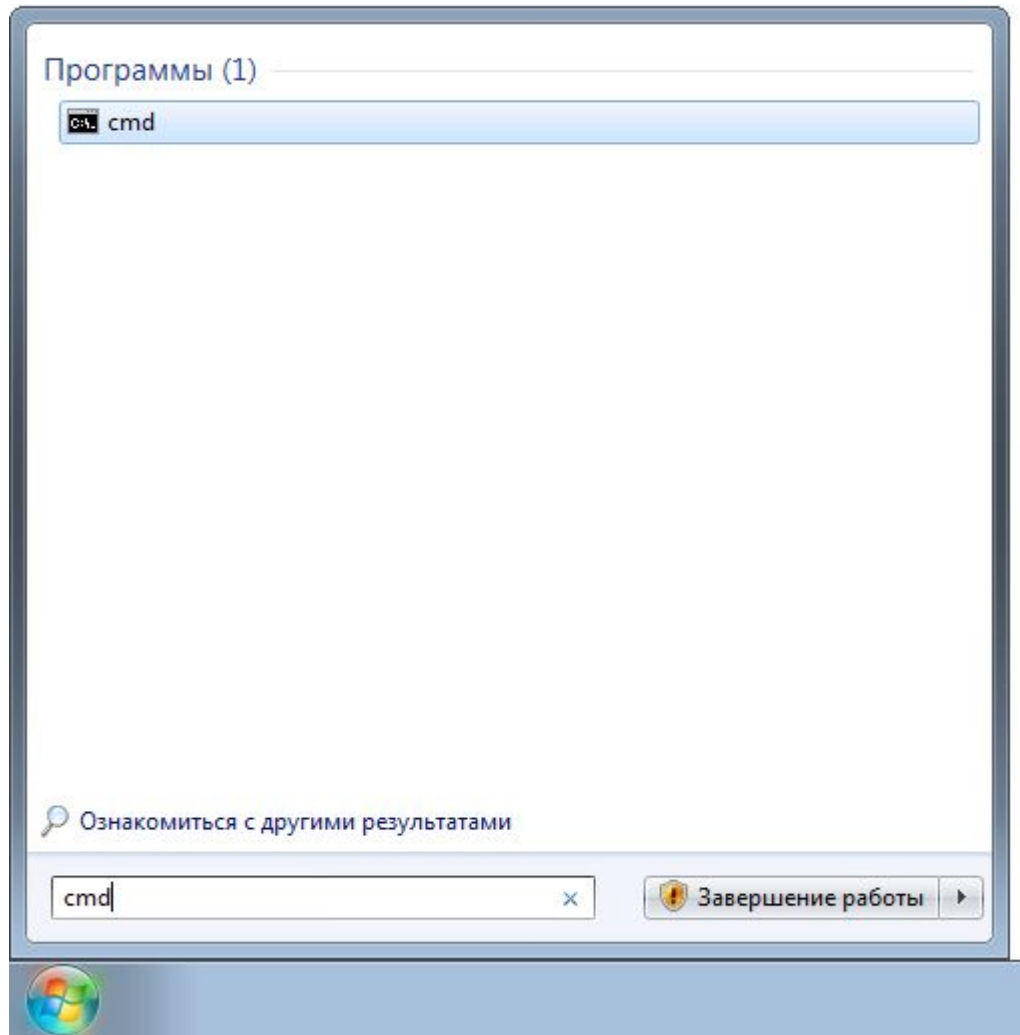 Программы (1)
C:\.
cmd
Ознакомиться с другими результатами
cmd
Завершение работы